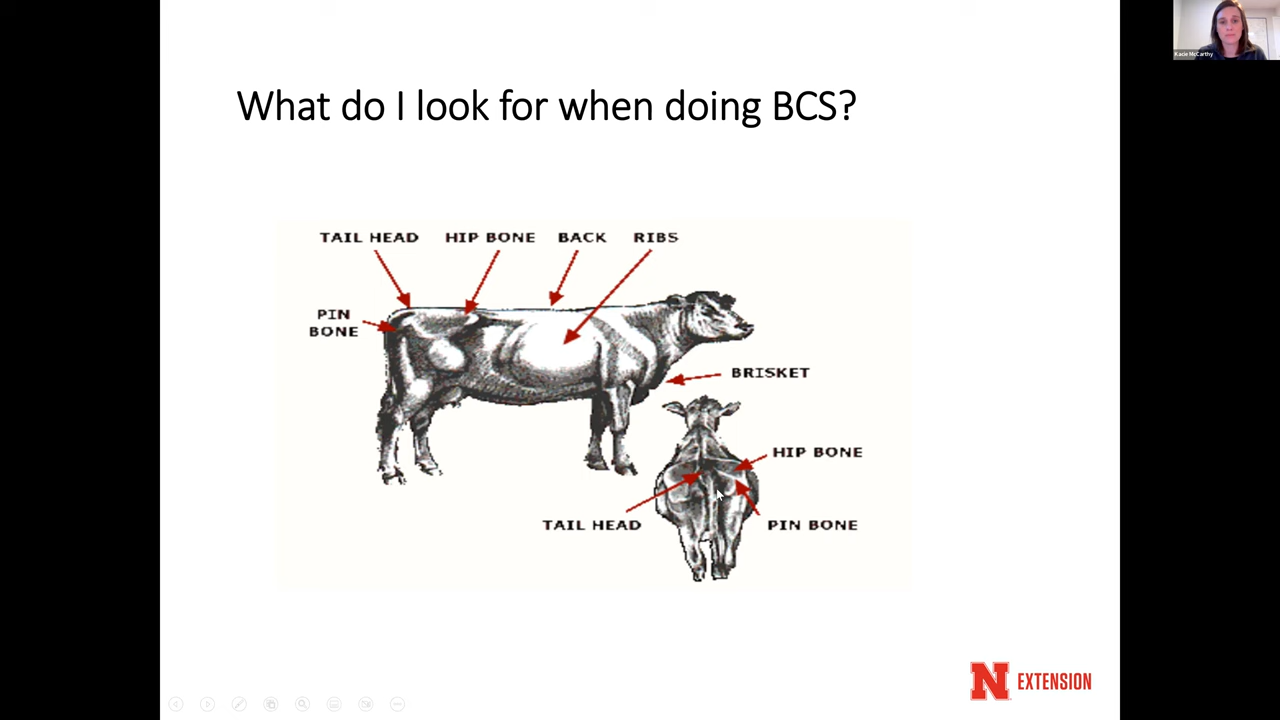 Kacie McCarthy
What do I look for when doing BCS?
TAIL HEAD HIP BONE BACK RIBS
PIN
BONE
BRISKET
HIP BONE
TAIL HEAD PIN BONE
N EXTENSION